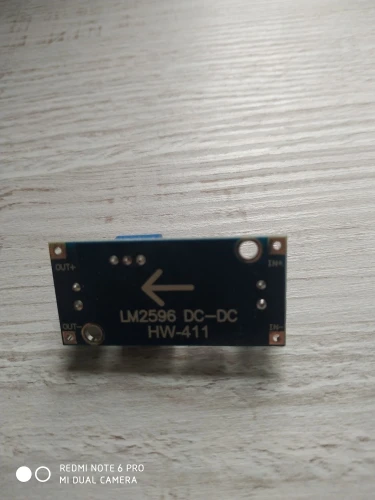 OUT+ IN+
LM2596 DC-DC
OUT- IN-
HW-411
REDMI NOTE 6 PRO
MI DUAL CAMERA